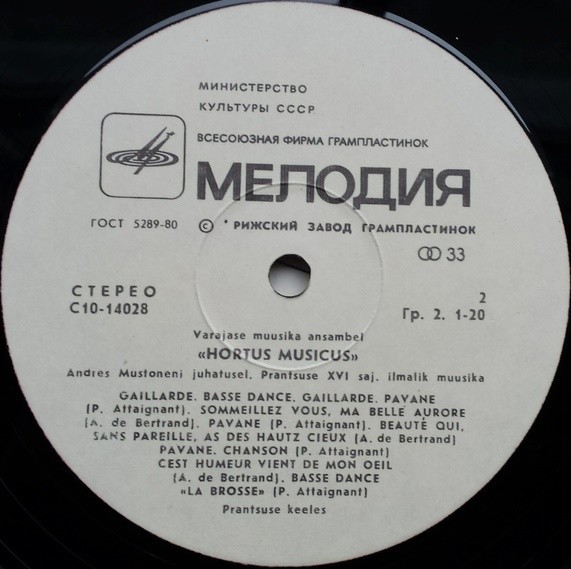 МИНИСТЕРСТВО
КУЛЬТУРЫ СССР
ВСЕСОЮЗНАЯ ФИРМА ГРАМПЛАСТИНОК
МЕЛОДИЯ
ГОСТ 5289-80 © * РИЖСКИЙ ЗАВОД ГРАМПЛАСТИНОК
33
СТЕРЕО 2
С10-14028 Гр. 2. 1-20
Varajase muusika ansambel
«HORTUS MUSICUS»
Andres Mustoneni juhatusel. Prantsuse XVI saj. ilmalik muusika
GAILLARDE. BASSE DANCE. GAILLARDE. PAVANE
(P. Attaignant). SOMMEILLEZ VOUS, MA BELLE AURORE
(A. de Bertrand). PAVANE (P. Attaignant). BEAUTÉ QUI,
SANS PAREILLE, AS DES HAUTZ CIEUX (A. de Bertrand)
PAVANE. CHANSON (P. Attaignant)
CEST HUMEUR VIENT DE MON OEIL
(A. de Bertrand). BASSE DANCE
«LA BROSSE» (P. Attaignant)
Prantsuse keeles